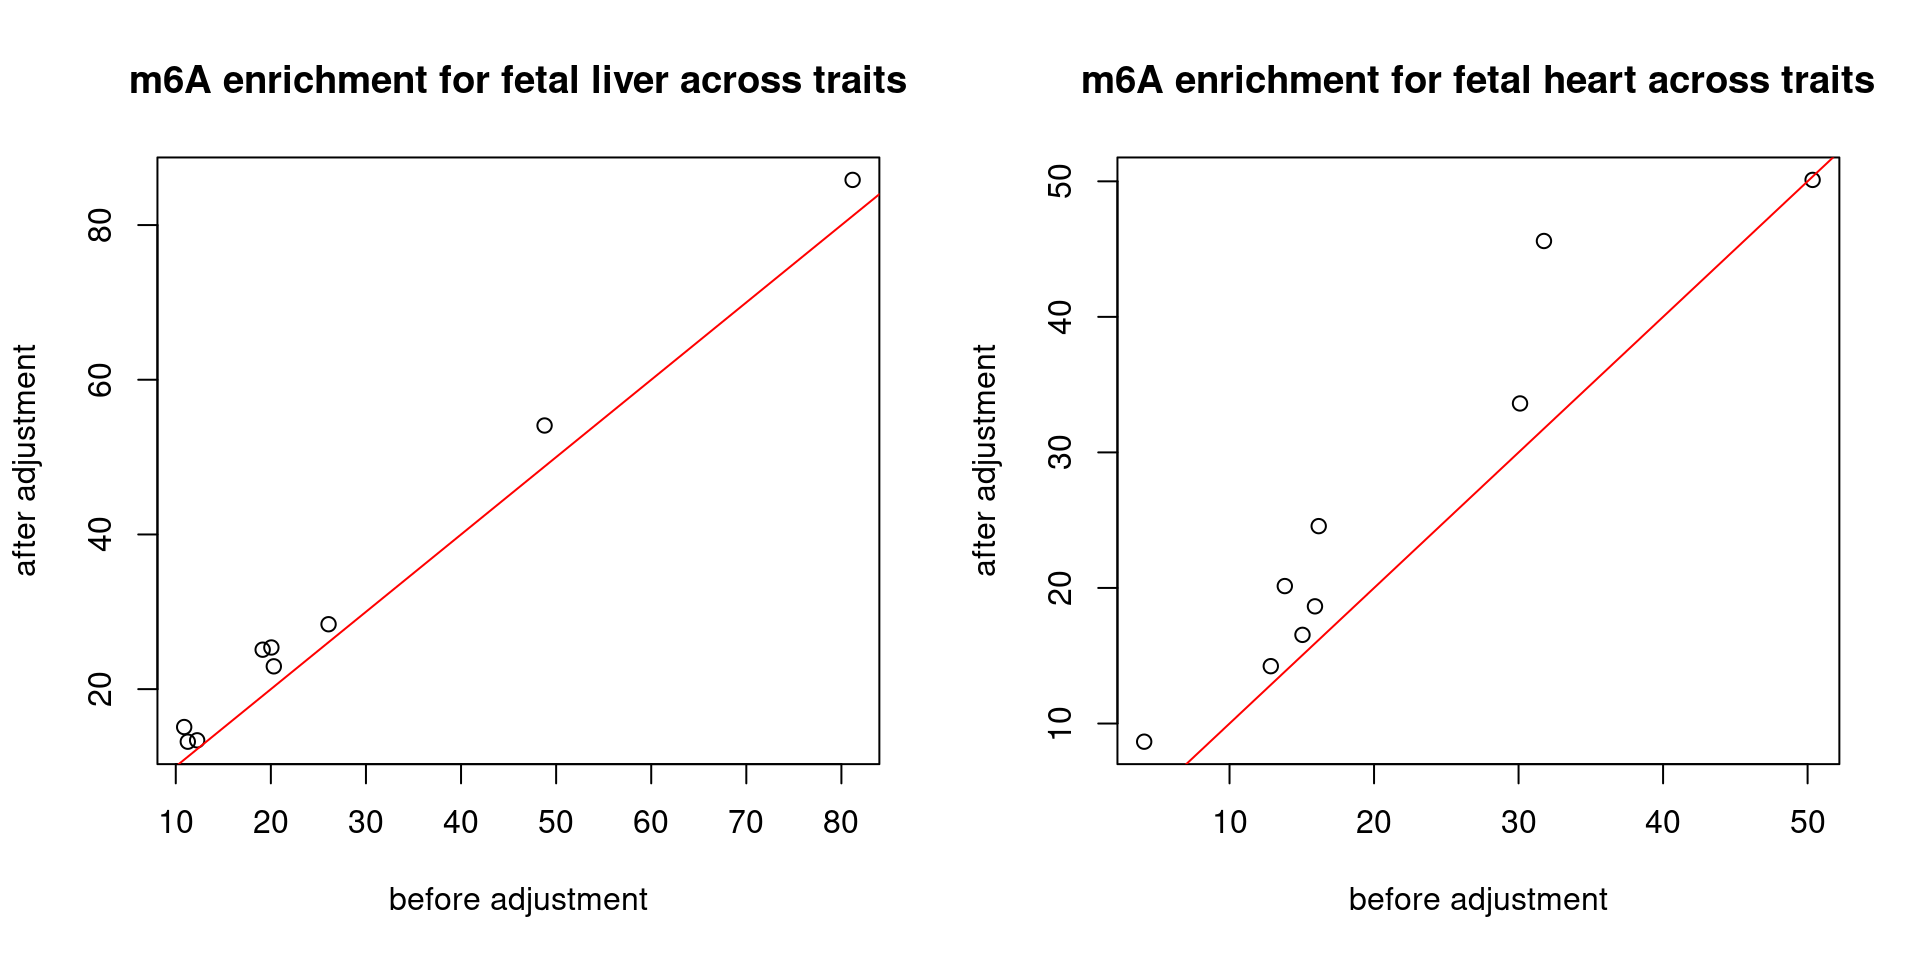 m6A enrichment for fetal liver across traits
after adjustment
80
60
40
20
10 20 30 40 50 60 70 80
before adjustment
m6A enrichment for fetal heart across traits
after adjustment
50
40
30
20
10
10 20 30 40 50
before adjustment